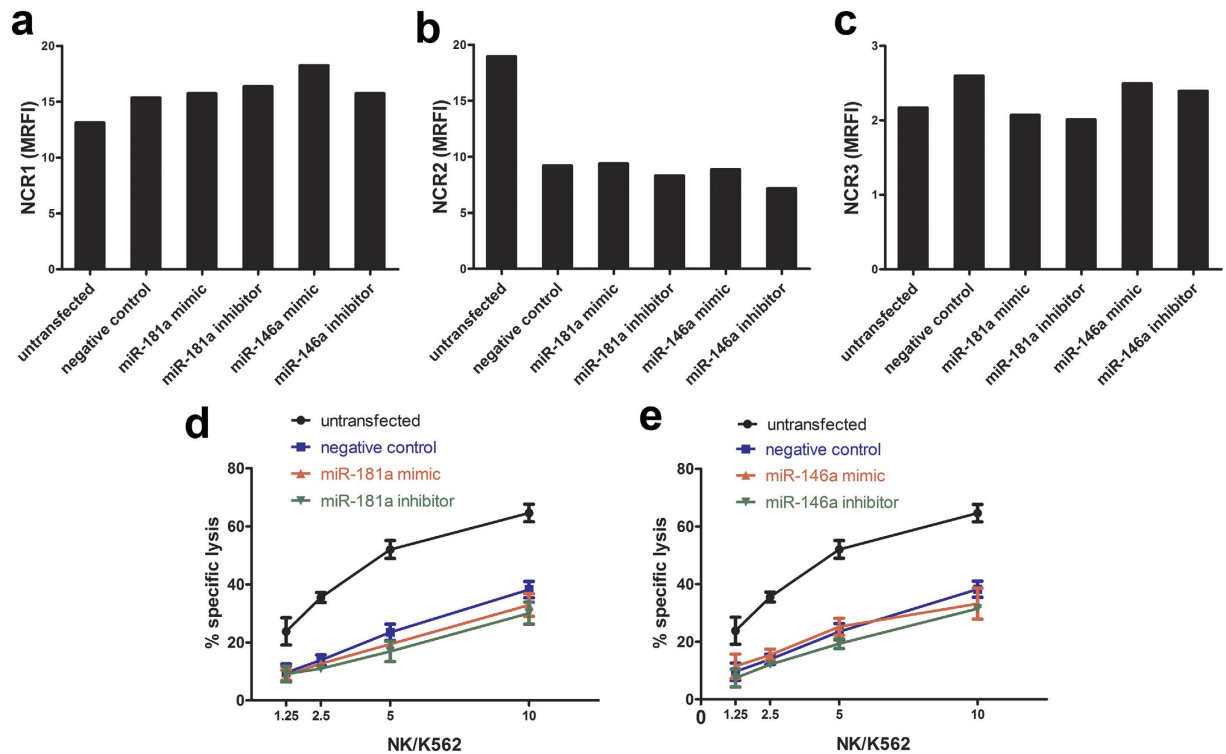 a
NCR1 (MRFI)
20
15
10
5
0
untransfected
negative control
miR-181a mimic
miR-181a inhibitor
miR-146a mimic
miR-146a inhibitor
b
NCR2 (MRFI)
20
15
10
5
0
untransfected
negative control
miR-181a mimic
miR-181a inhibitor
miR-146a mimic
miR-146a inhibitor
c
NCR3 (MRFI)
3
2
1
0
untransfected
negative control
miR-181a mimic
miR-181a inhibitor
miR-146a mimic
miR-146a inhibitor
d
untransfected
negative control
miR-181a mimic
miR-181a inhibitor
% specific lysis
80
60
40
20
0
1.25
2.5
5
10
NK/K562
e
untransfected
negative control
miR-146a mimic
miR-146a inhibitor
% specific lysis
80
60
40
20
0
0
1.25
2.5
5
10
NK/K562